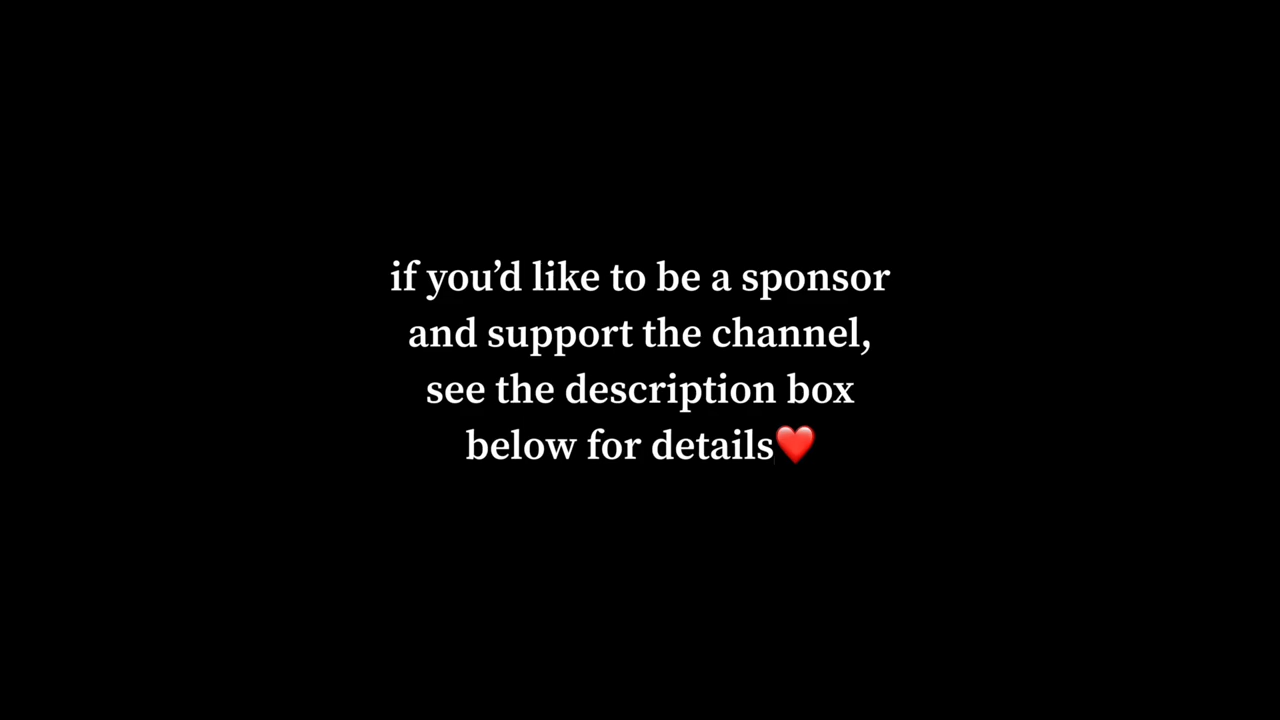 if you’d like to be a sponsor
and support the channel,
see the description box
below for details❤️